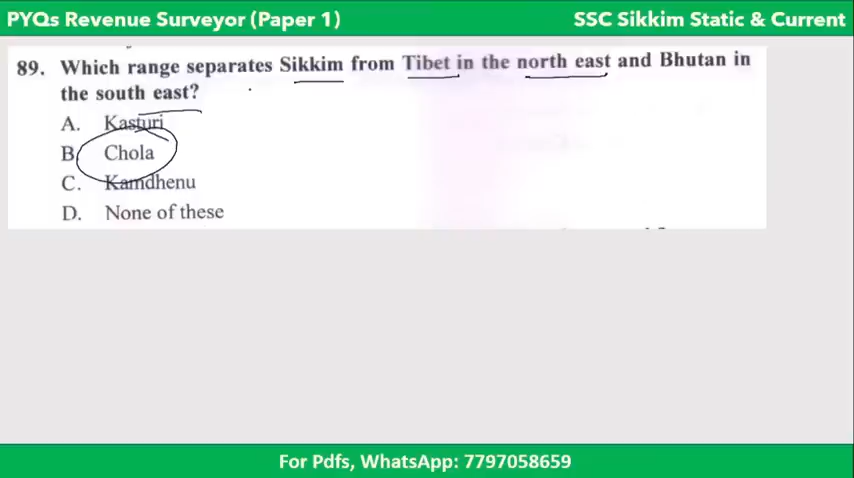 PYQs Revenue Surveyor (Paper 1)
SSC Sikkim Static & Current
89. Which range separates Sikkim from Tibet in the north east and Bhutan in
the south east?
A. Kasturi
B. Chola
C. Kamdhenu
D. None of these
For Pdfs, WhatsApp: 7797058659